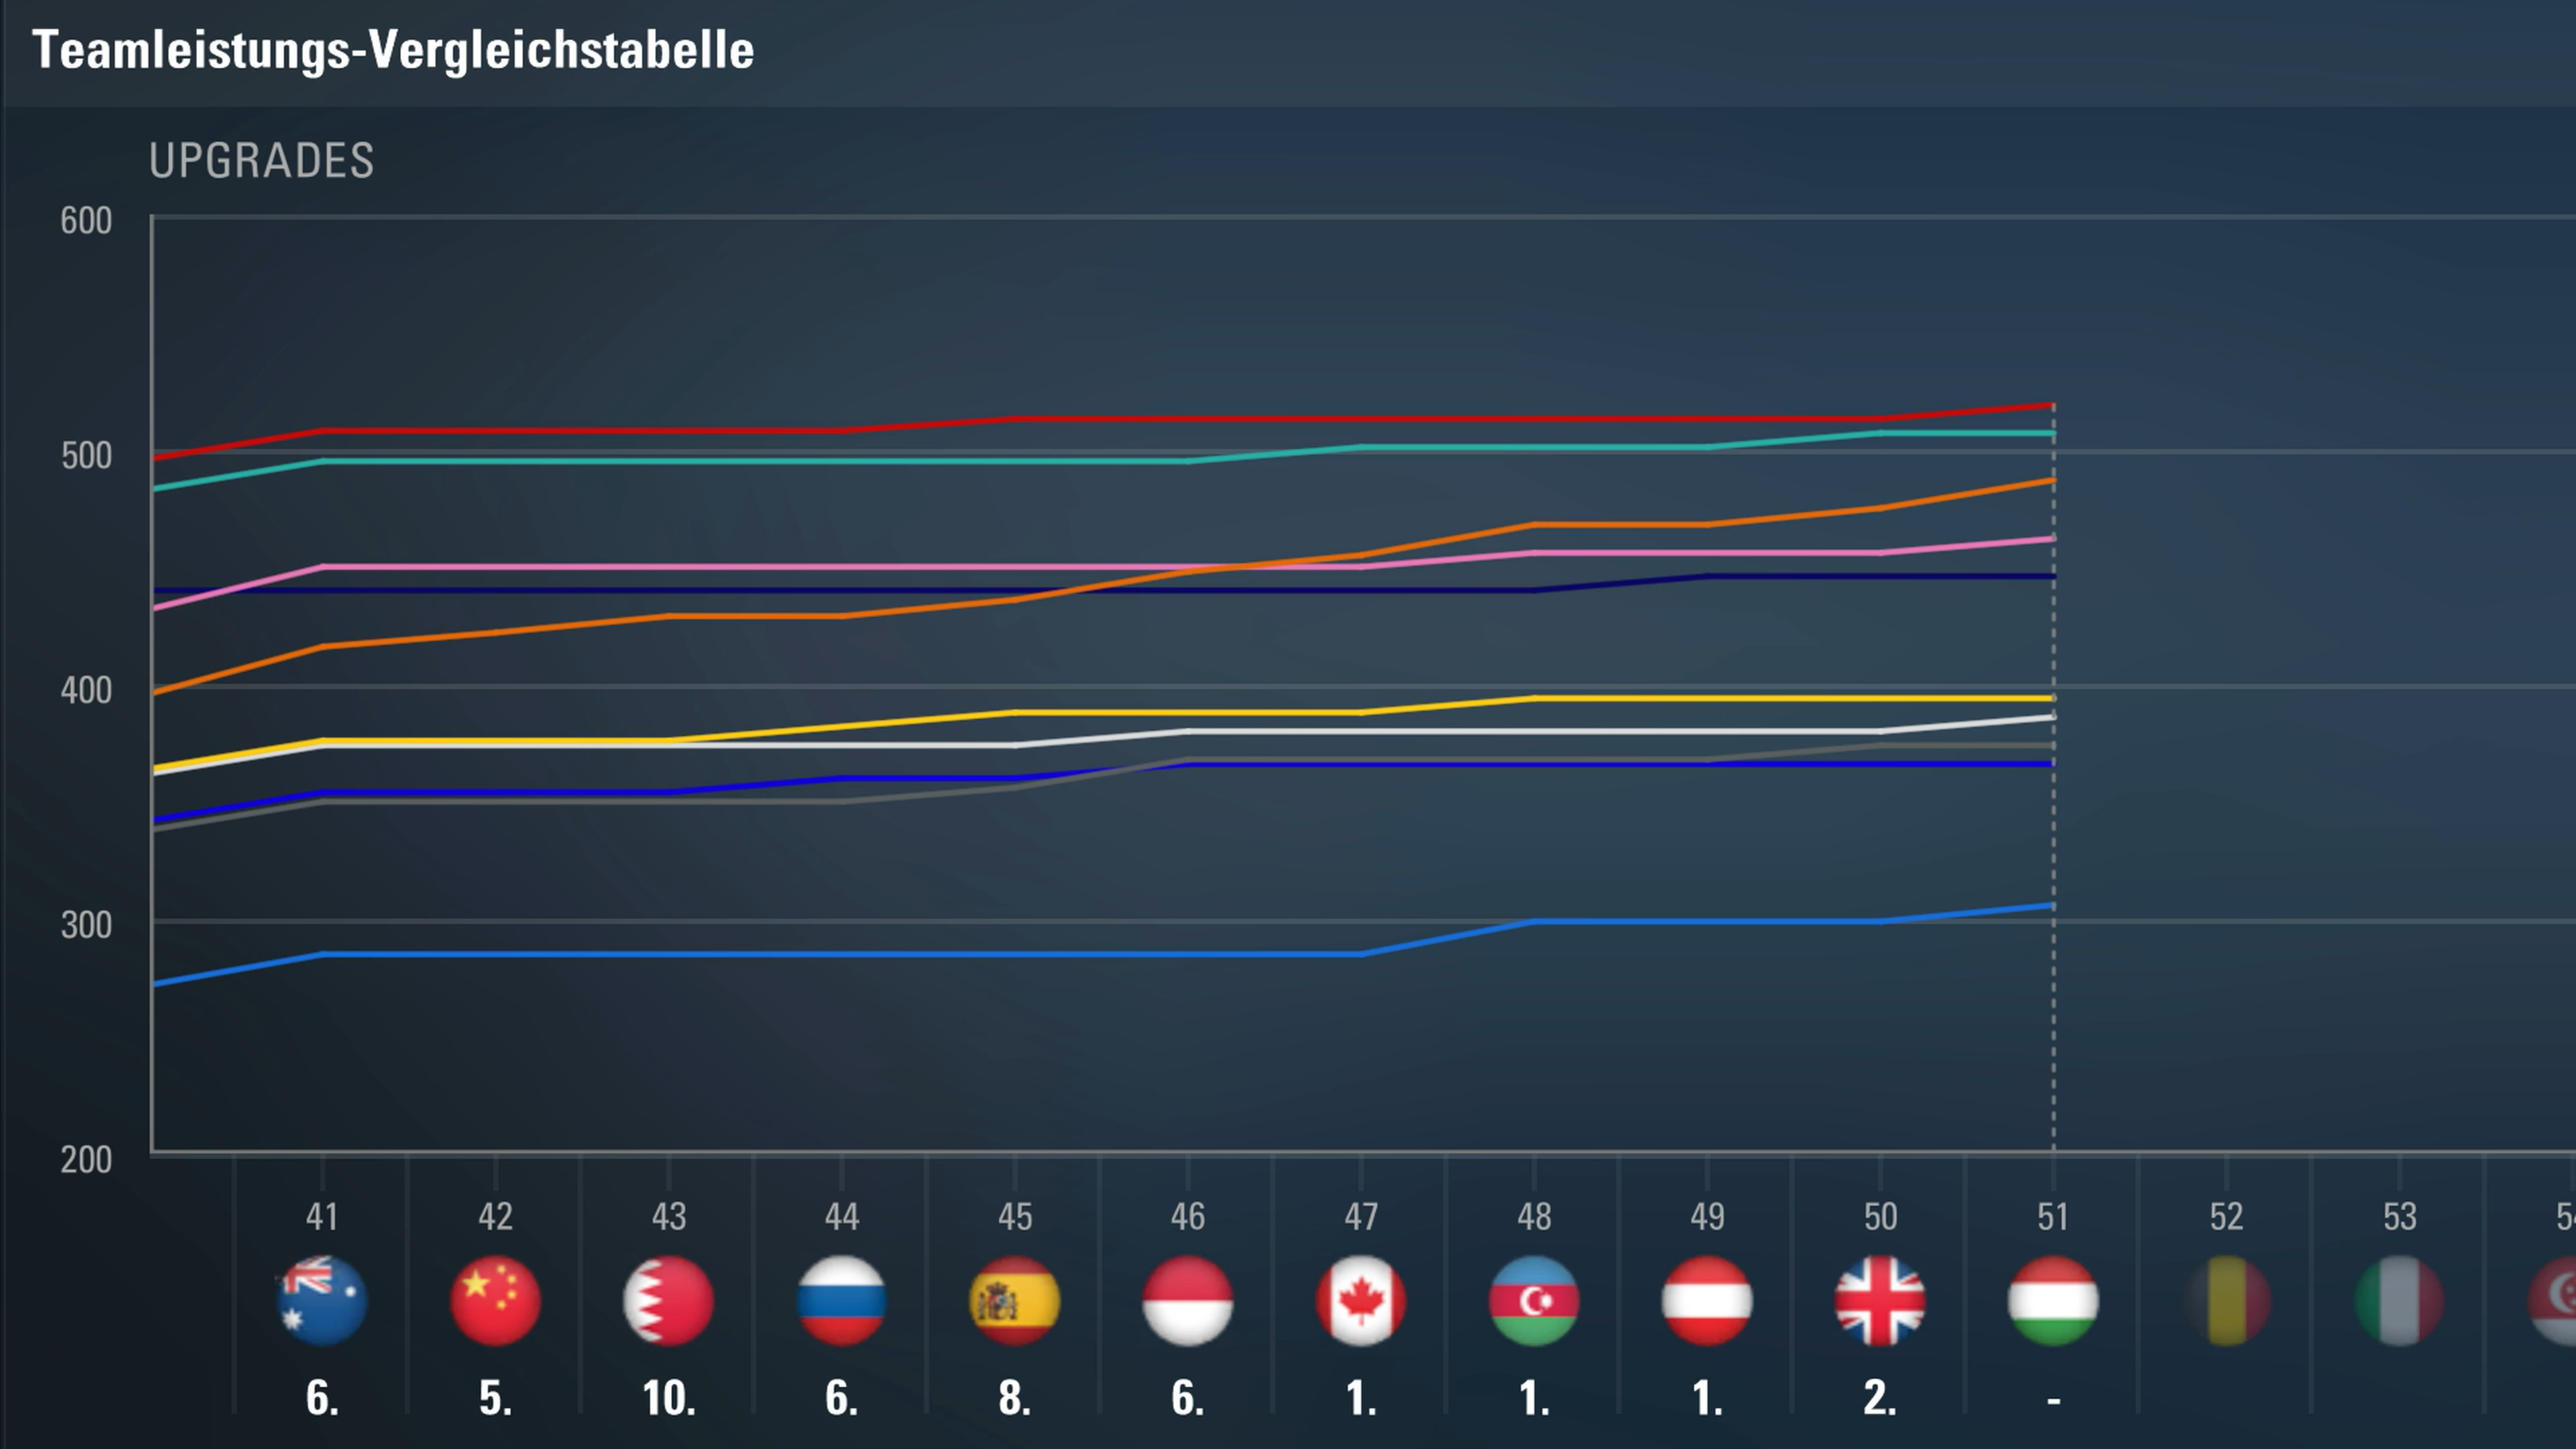 Teamleistungs-Vergleichstabelle
UPGRADES
600
500
400
300
200
41 42 43 44 45 46 47 48 49 50 51 52 53
6. 5. 10. 6. 8. 6. 1. 1. 1. 2. -